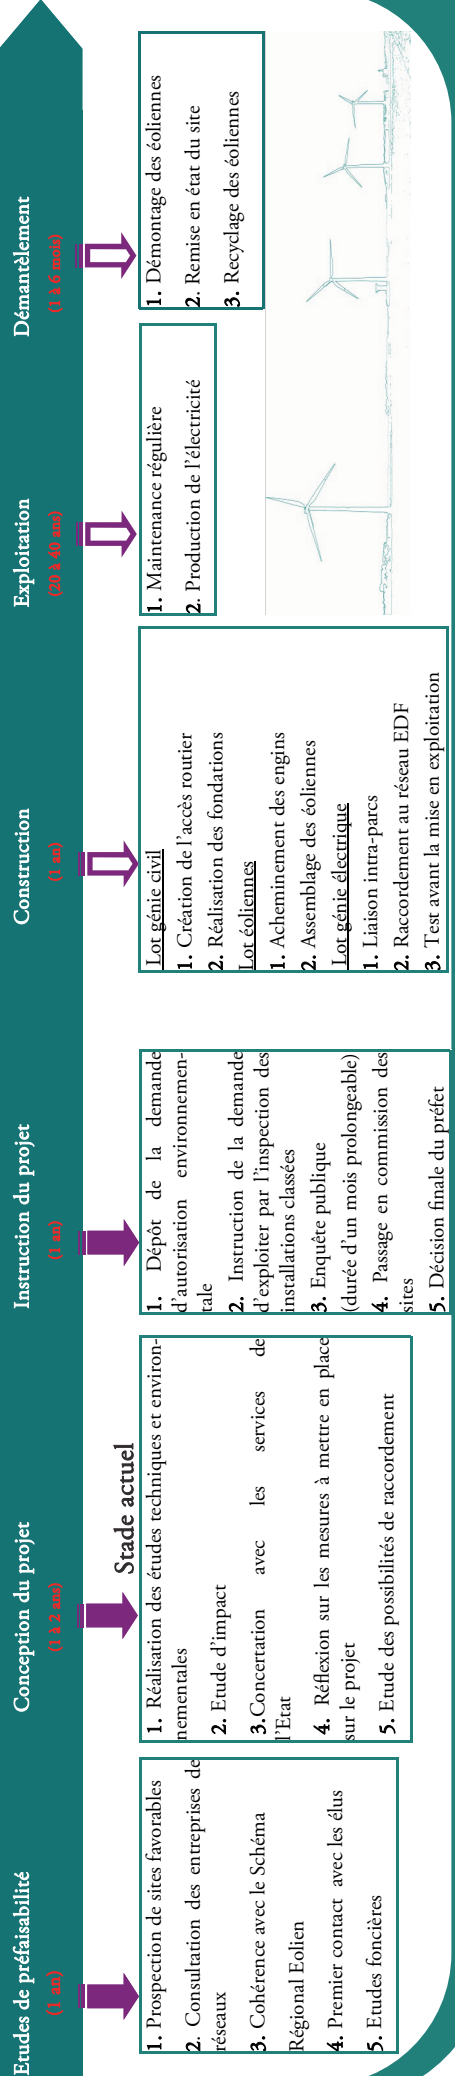 Etudes de préfaisabilité
(1 an)
1. Prospection de sites favorables
2. Consultation des entreprises de
réseaux
3. Cohérence avec le Schéma
Régional Eolien
4. Premier contact avec les élus
5. Etudes foncières
Conception du projet
(1 à 2 ans)
Stade actuel
1. Réalisation des études techniques et environ-
nementales
2. Etude d'impact
3.Concertation avec les services de
l'Etat
4. Réflexion sur les mesures à mettre en place
sur le projet
5. Etude des possibilités de raccordement
Instruction du projet
(1 an)
1. Dépôt de la demande
d'autorisation environnemen-
tale
2. Instruction de la demande
d'exploiter par l'inspection des
installations classées
3. Enquête publique
(durée d'un mois prolongeable)
4. Passage en commission des
sites
5. Décision finale du préfet
Construction
(1 an)
Lot génie civil
1. Création de l'accès routier
2. Réalisation des fondations
Lot éoliennes
1. Acheminement des engins
2. Assemblage des éoliennes
Lot génie électrique
1. Liaison intra-parcs
2. Raccordement au réseau EDF
3. Test avant la mise en exploitation
Exploitation
(20 à 40 ans)
1. Maintenance régulière
2. Production de l'électricité
Démantèlement
(1 à 6 mois)
1. Démontage des éoliennes
2. Remise en état du site
3. Recyclage des éoliennes